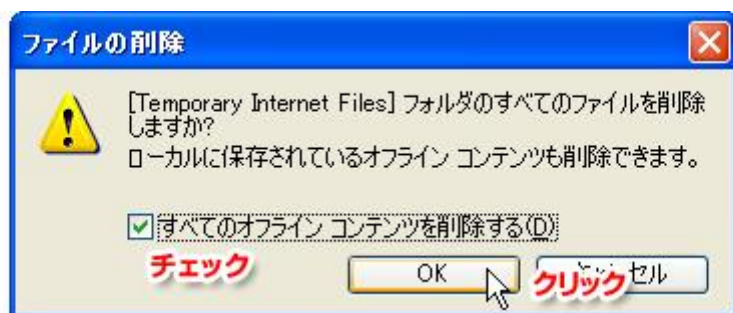 ファイルの削除
[Temporary Internet Files] フォルダのすべてのファイルを削除
しますか?
ローカルに保存されているオフライン コンテンツも削除できます。
すべてのオフライン コンテンツを削除する(D)
チェック
OK
クリック